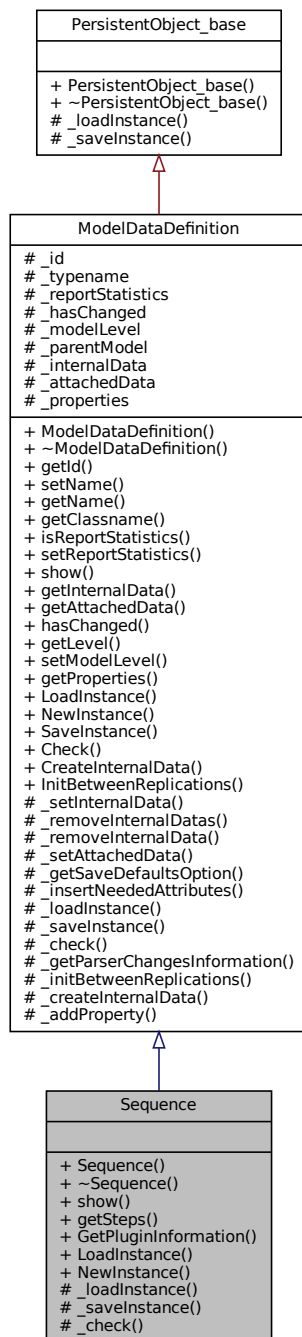 PersistentObject_base
+ PersistentObject_base()
+ ~PersistentObject_base()
# _loadInstance()
# _saveInstance()
ModelDataDefinition
# _id
# _typename
# _reportStatistics
# _hasChanged
# _modelLevel
# _parentModel
# _internalData
# _attachedData
# _properties
+ ModelDataDefinition()
+ ~ModelDataDefinition()
+ getId()
+ setName()
+ getName()
+ getClassname()
+ isReportStatistics()
+ setReportStatistics()
+ show()
+ getInternalData()
+ getAttachedData()
+ hasChanged()
+ getLevel()
+ setModelLevel()
+ getProperties()
+ LoadInstance()
+ NewInstance()
+ SaveInstance()
+ Check()
+ CreateInternalData()
+ InitBetweenReplications()
# _setInternalData()
# _removeInternalDatas()
# _removeInternalData()
# _setAttachedData()
# _getSaveDefaultsOption()
# _insertNeededAttributes()
# _loadInstance()
# _saveInstance()
# _check()
# _getParserChangesInformation()
# _initBetweenReplications()
# _createInternalData()
# _addProperty()
Sequence
+ Sequence()
+ ~Sequence()
+ show()
+ getSteps()
+ GetPluginInformation()
+ LoadInstance()
+ NewInstance()
# _loadInstance()
# _saveInstance()
# _check()